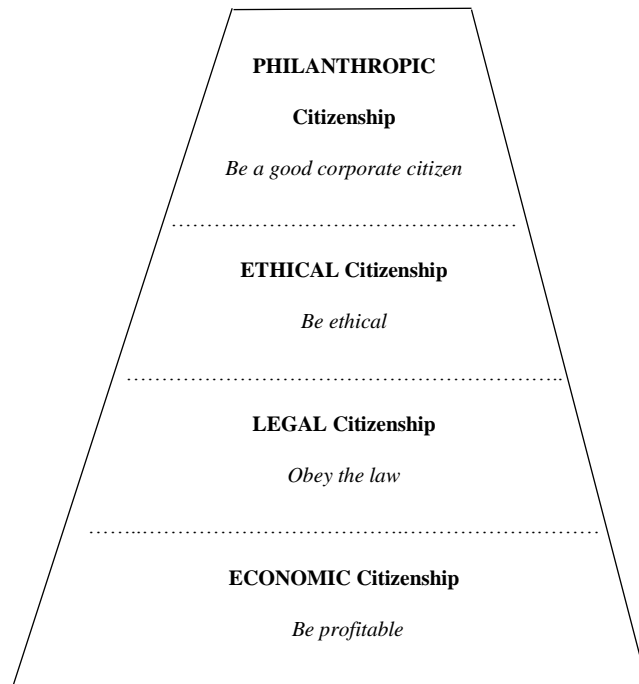 PHILANTHROPIC
Citizenship
Be a good corporate citizen
ETHICAL Citizenship
Be ethical
LEGAL Citizenship
Obey the law
ECONOMIC Citizenship
Be profitable